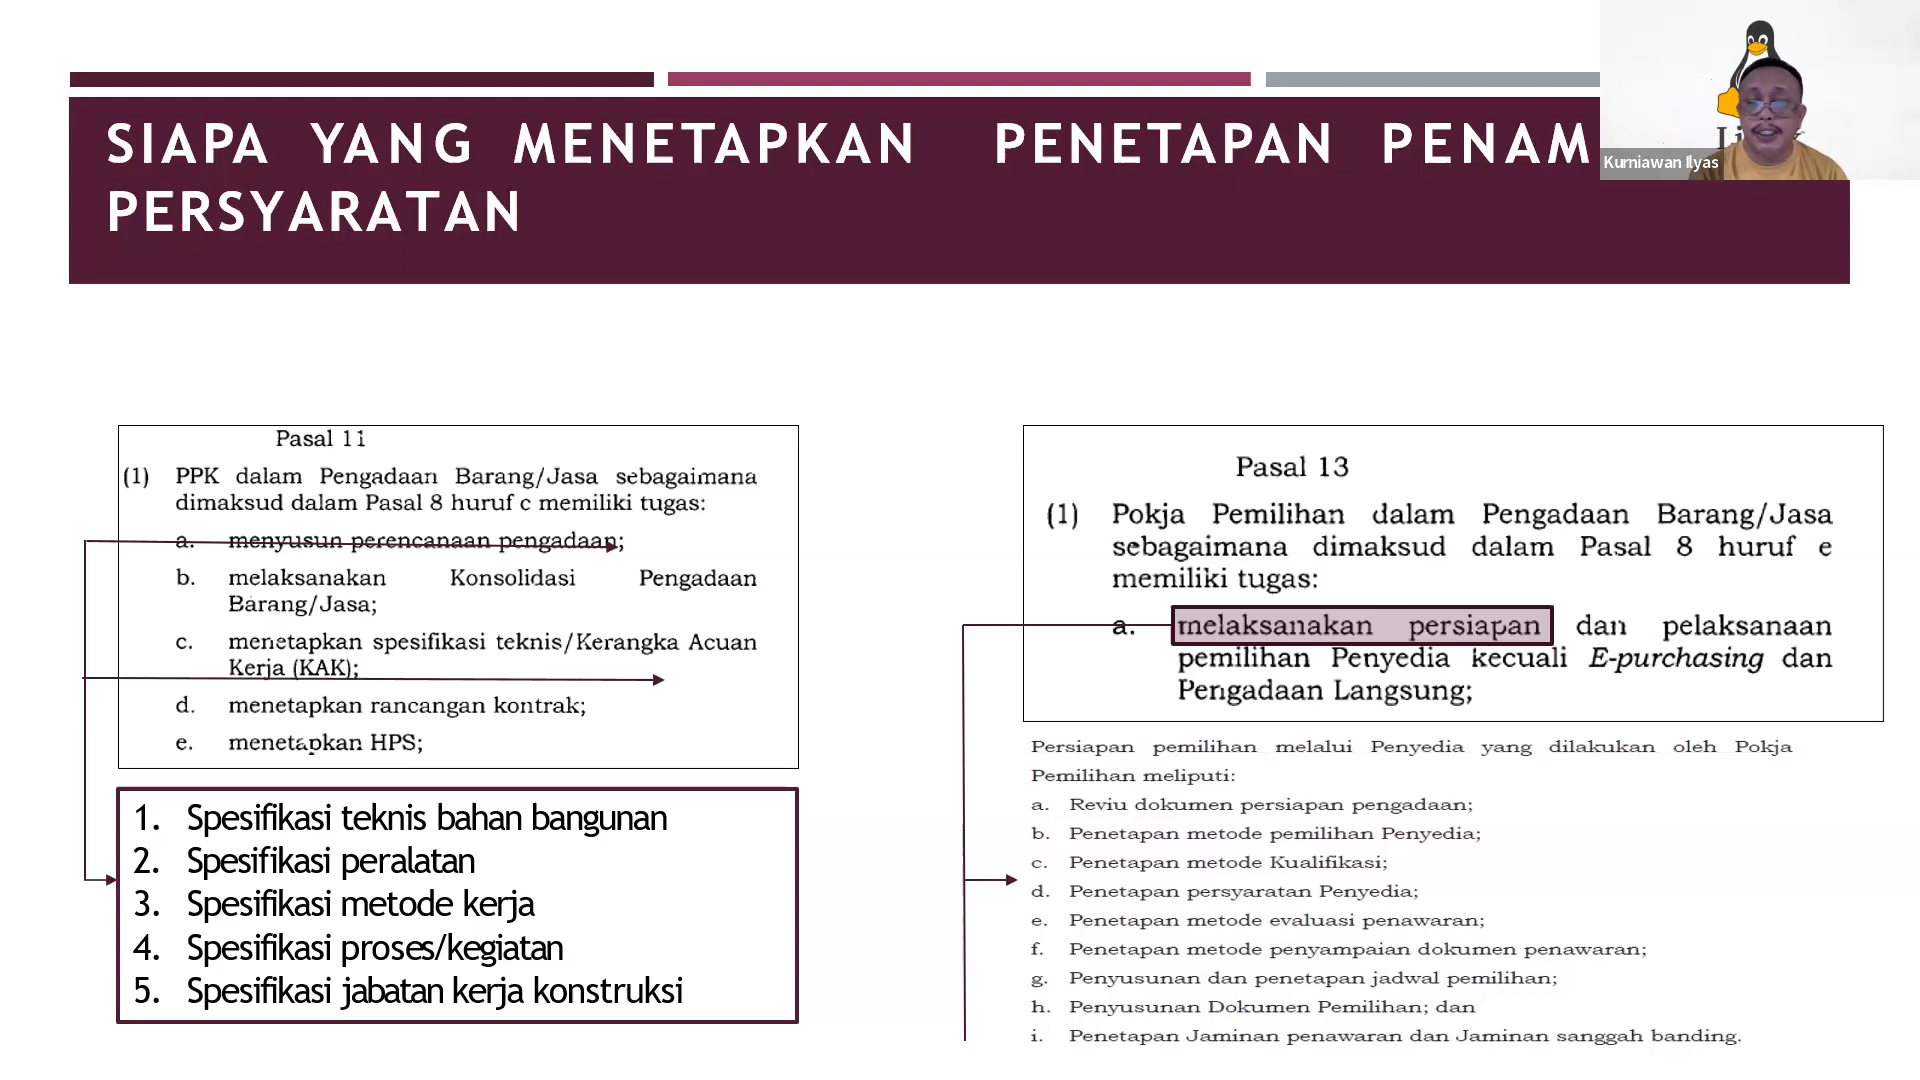 SIAPA YANG MENETAPKAN PENETAPAN PENAM
PERSYARATAN
Kurniawan Ilyas
Pasal 11
(1) PPK dalam Pengadaan Barang/Jasa sebagaimana
dimaksud dalam Pasal 8 huruf c memiliki tugas:
a. menyusun perencanaan pengadaan;
b. melaksanakan Konsolidasi Pengadaan
Barang/Jasa;
c. menetapkan spesifikasi teknis/Kerangka Acuan
Kerja (KAK);
d. menetapkan rancangan kontrak;
e. menetapkan HPS;
1. Spesifikasi teknis bahan bangunan
2. Spesifikasi peralatan
3. Spesifikasi metode kerja
4. Spesifikasi proses/kegiatan
5. Spesifikasi jabatan kerja konstruksi
Pasal 13
(1) Pokja Pemilihan dalam Pengadaan Barang/Jasa
sebagaimana dimaksud dalam Pasal 8 huruf e
memiliki tugas:
a. melaksanakan persiapan dan pelaksanaan
pemilihan Penyedia kecuali E-purchasing dan
Pengadaan Langsung;
Persiapan pemilihan melalui Penyedia yang dilakukan oleh Pokja
Pemilihan meliputi:
a. Reviu dokumen persiapan pengadaan;
b. Penetapan metode pemilihan Penyedia;
c. Penetapan metode Kualifikasi;
d. Penetapan persyaratan Penyedia;
e. Penetapan metode evaluasi penawaran;
f. Penetapan metode penyampaian dokumen penawaran;
g. Penyusunan dan penetapan jadwal pemilihan;
h. Penyusunan Dokumen Pemilihan; dan
i. Penetapan Jaminan penawaran dan Jaminan sanggah banding.